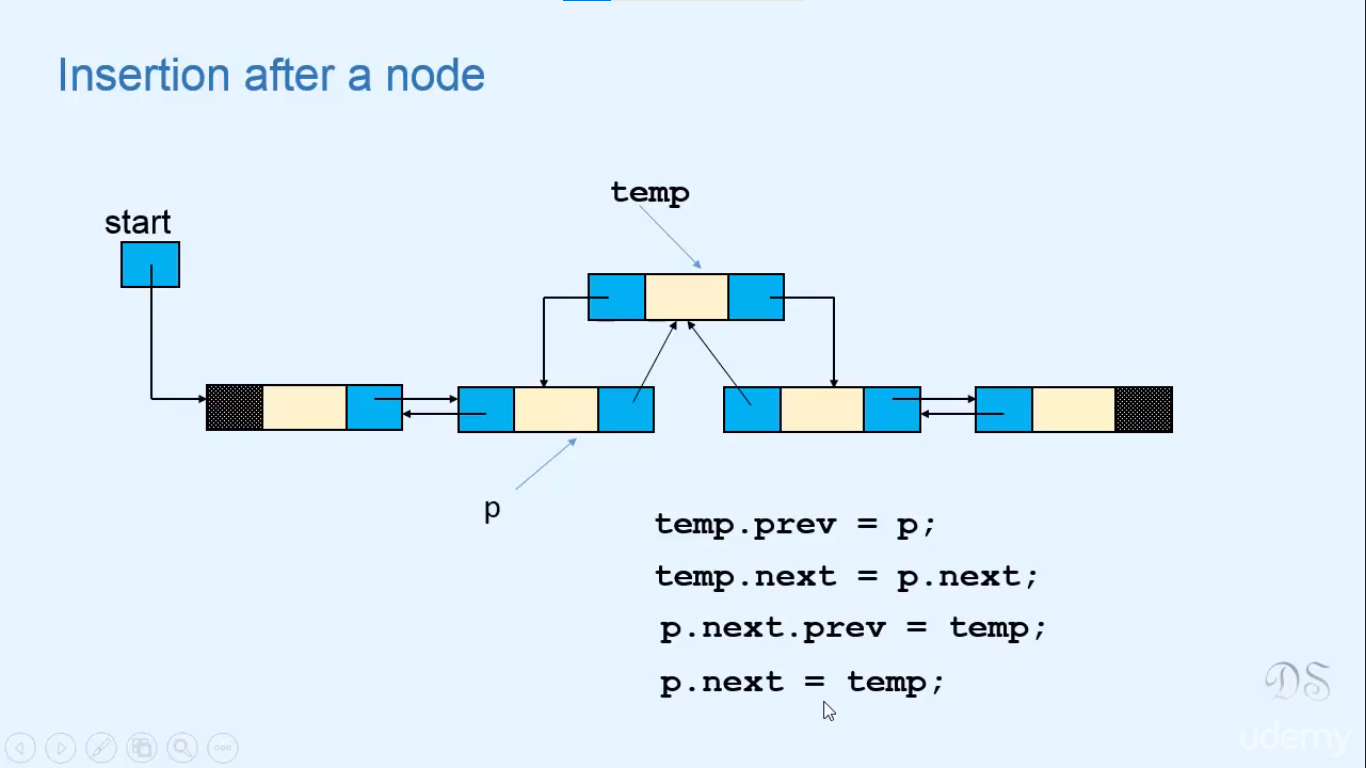 Insertion after a node
temp
start
p
temp.prev = p;
temp.next = p.next;
p.next.prev = temp;
p.next = temp;
DS
udemy